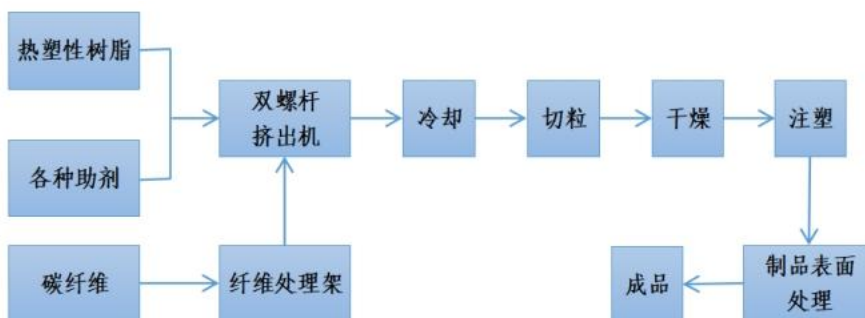 热塑性树脂
各种助剂
碳纤维
纤维处理架
双螺杆
挤出机
冷却
切粒
干燥
注塑
制品表面
处理
成品